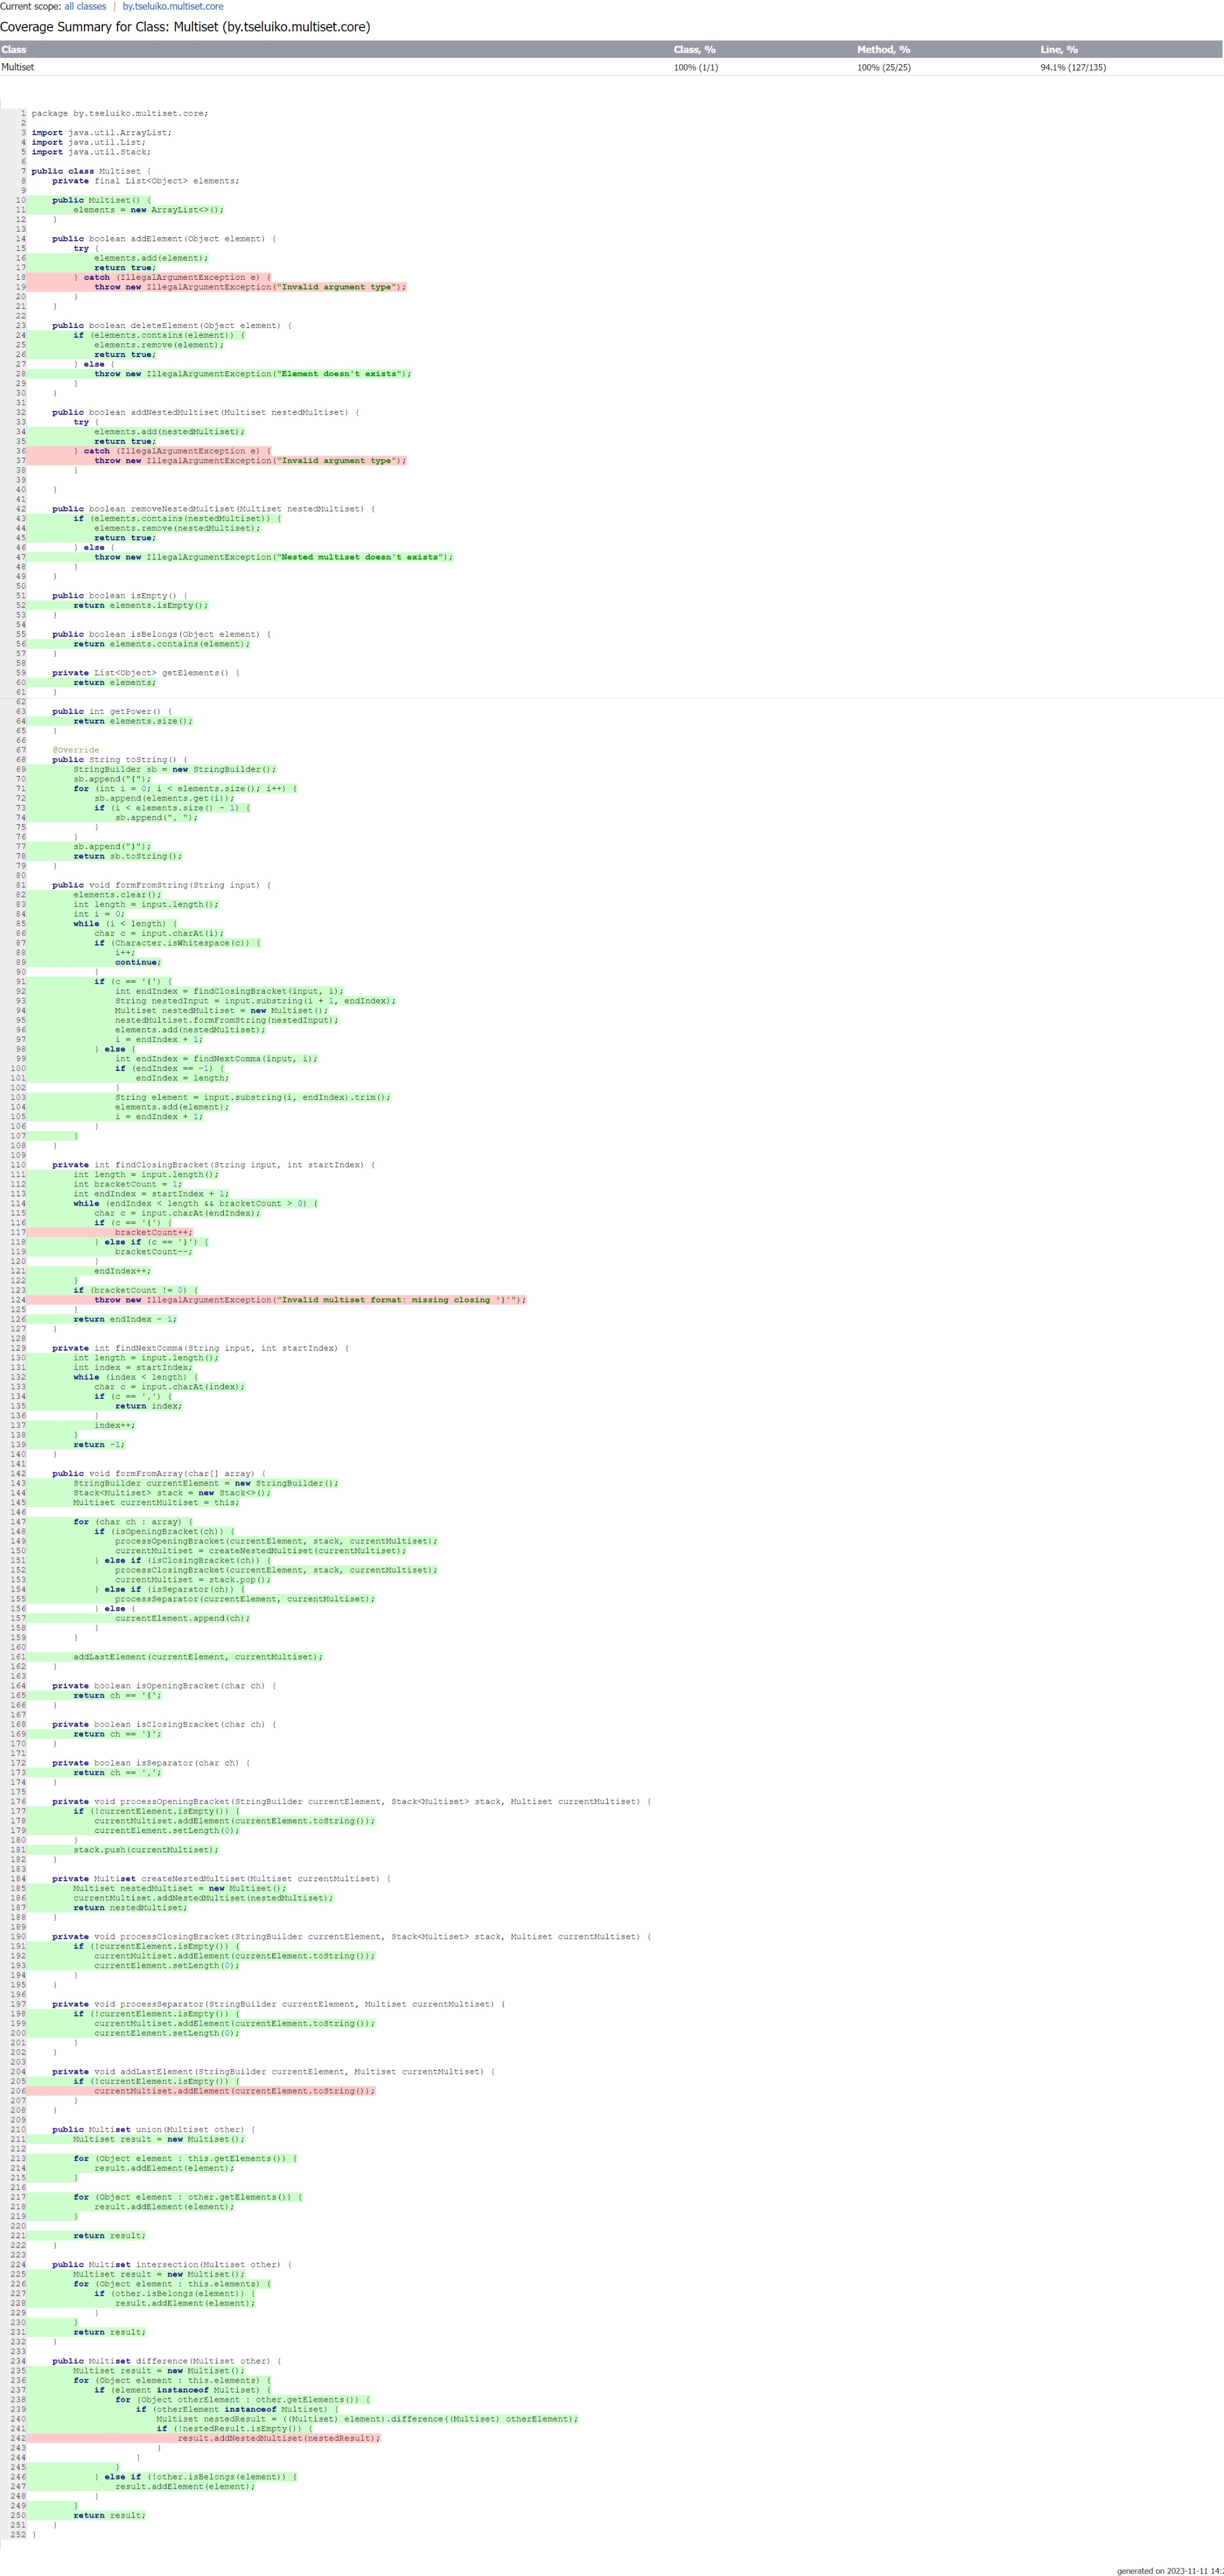 Current scope: all classes | by.tseluiko.multiset.core
Coverage Summary for Class: Multiset (by.tseluiko.multiset.core)
Class Class, % Method, % Line, %
Multiset 100% (1/1) 100% (25/25) 94.1% (127/135)
1 package by.tseluiko.multiset.core;
2
3 import java.util.ArrayList;
4 import java.util.List;
5 import java.util.Stack;
6
7 public class Multiset {
8     private final List<Object> elements;
9
10     public Multiset() {
11         elements = new ArrayList<>();
12     }
13
14     public boolean addElement(Object element) {
15         try {
16             elements.add(element);
17             return true;
18         } catch (IllegalArgumentException e) {
19             throw new IllegalArgumentException("Invalid argument type");
20         }
21     }
22
23     public boolean deleteElement(Object element) {
24         if (elements.contains(element)) {
25             elements.remove(element);
26             return true;
27         } else {
28             throw new IllegalArgumentException("Element doesn't exists");
29         }
30     }
31
32     public boolean addNestedMultiset(Multiset nestedMultiset) {
33         try {
34             elements.add(nestedMultiset);
35             return true;
36         } catch (IllegalArgumentException e) {
37             throw new IllegalArgumentException("Invalid argument type");
38         }
39
40     }
41
42     public boolean removeNestedMultiset(Multiset nestedMultiset) {
43         if (elements.contains(nestedMultiset)) {
44             elements.remove(nestedMultiset);
45             return true;
46         } else {
47             throw new IllegalArgumentException("Nested multiset doesn't exists");
48         }
49     }
50
51     public boolean isEmpty() {
52         return elements.isEmpty();
53     }
54
55     public boolean isBelongs(Object element) {
56         return elements.contains(element);
57     }
58
59     private List<Object> getElements() {
60         return elements;
61     }
62
63     public int getPower() {
64         return elements.size();
65     }
66
67     @Override
68     public String toString() {
69         StringBuilder sb = new StringBuilder();
70         sb.append("{");
71         for (int i = 0; i < elements.size(); i++) {
72             sb.append(elements.get(i));
73             if (i < elements.size() - 1) {
74                 sb.append(", ");
75             }
76         }
77         sb.append("}");
78         return sb.toString();
79     }
80
81     public void formFromString(String input) {
82         elements.clear();
83         int length = input.length();
84         int i = 0;
85         while (i < length) {
86             char c = input.charAt(i);
87             if (Character.isWhitespace(c)) {
88                 i++;
89                 continue;
90             }
91             if (c == '{') {
92                 int endIndex = findClosingBracket(input, i);
93                 String nestedInput = input.substring(i + 1, endIndex);
94                 Multiset nestedMultiset = new Multiset();
95                 nestedMultiset.formFromString(nestedInput);
96                 elements.add(nestedMultiset);
97                 i = endIndex + 1;
98             } else {
99                 int endIndex = findNextComma(input, i);
100                 if (endIndex == -1) {
101                     endIndex = length;
102                 }
103                 String element = input.substring(i, endIndex).trim();
104                 elements.add(element);
105                 i = endIndex + 1;
106             }
107         }
108     }
109
110     private int findClosingBracket(String input, int startIndex) {
111         int length = input.length();
112         int bracketCount = 1;
113         int endIndex = startIndex + 1;
114         while (endIndex < length && bracketCount > 0) {
115             char c = input.charAt(endIndex);
116             if (c == '{') {
117                 bracketCount++;
118             } else if (c == '}') {
119                 bracketCount--;
120             }
121             endIndex++;
122         }
123         if (bracketCount != 0) {
124             throw new IllegalArgumentException("Invalid multiset format: missing closing '}'");
125         }
126         return endIndex - 1;
127     }
128
129     private int findNextComma(String input, int startIndex) {
130         int length = input.length();
131         int index = startIndex;
132         while (index < length) {
133             char c = input.charAt(index);
134             if (c == ',') {
135                 return index;
136             }
137             index++;
138         }
139         return -1;
140     }
141
142     public void formFromArray(char[] array) {
143         StringBuilder currentElement = new StringBuilder();
144         Stack<Multiset> stack = new Stack<>();
145         Multiset currentMultiset = this;
146
147         for (char ch : array) {
148             if (isOpeningBracket(ch)) {
149                 processOpeningBracket(currentElement, stack, currentMultiset);
150                 currentMultiset = createNestedMultiset(currentMultiset);
151             } else if (isClosingBracket(ch)) {
152                 processClosingBracket(currentElement, stack, currentMultiset);
153                 currentMultiset = stack.pop();
154             } else if (isSeparator(ch)) {
155                 processSeparator(currentElement, currentMultiset);
156             } else {
157                 currentElement.append(ch);
158             }
159         }
160
161         addLastElement(currentElement, currentMultiset);
162     }
163
164     private boolean isOpeningBracket(char ch) {
165         return ch == '{';
166     }
167
168     private boolean isClosingBracket(char ch) {
169         return ch == '}';
170     }
171
172     private boolean isSeparator(char ch) {
173         return ch == ',';
174     }
175
176     private void processOpeningBracket(StringBuilder currentElement, Stack<Multiset> stack, Multiset currentMultiset) {
177         if (!currentElement.isEmpty()) {
178             currentMultiset.addElement(currentElement.toString());
179             currentElement.setLength(0);
180         }
181         stack.push(currentMultiset);
182     }
183
184     private Multiset createNestedMultiset(Multiset currentMultiset) {
185         Multiset nestedMultiset = new Multiset();
186         currentMultiset.addNestedMultiset(nestedMultiset);
187         return nestedMultiset;
188     }
189
190     private void processClosingBracket(StringBuilder currentElement, Stack<Multiset> stack, Multiset currentMultiset) {
191         if (!currentElement.isEmpty()) {
192             currentMultiset.addElement(currentElement.toString());
193             currentElement.setLength(0);
194         }
195     }
196
197     private void processSeparator(StringBuilder currentElement, Multiset currentMultiset) {
198         if (!currentElement.isEmpty()) {
199             currentMultiset.addElement(currentElement.toString());
200             currentElement.setLength(0);
201         }
202     }
203
204     private void addLastElement(StringBuilder currentElement, Multiset currentMultiset) {
205         if (!currentElement.isEmpty()) {
206             currentMultiset.addElement(currentElement.toString());
207         }
208     }
209
210     public Multiset union(Multiset other) {
211         Multiset result = new Multiset();
212
213         for (Object element : this.getElements()) {
214             result.addElement(element);
215         }
216
217         for (Object element : other.getElements()) {
218             result.addElement(element);
219         }
220
221         return result;
222     }
223
224     public Multiset intersection(Multiset other) {
225         Multiset result = new Multiset();
226         for (Object element : this.elements) {
227             if (other.isBelongs(element)) {
228                 result.addElement(element);
229             }
230         }
231         return result;
232     }
233
234     public Multiset difference(Multiset other) {
235         Multiset result = new Multiset();
236         for (Object element : this.elements) {
237             if (element instanceof Multiset) {
238                 for (Object otherElement : other.getElements()) {
239                     if (otherElement instanceof Multiset) {
240                         Multiset nestedResult = ((Multiset) element).difference((Multiset) otherElement);
241                         if (!nestedResult.isEmpty()) {
242                             result.addNestedMultiset(nestedResult);
243                         }
244                     }
245                 }
246             } else if (!other.isBelongs(element)) {
247                 result.addElement(element);
248             }
249         }
250         return result;
251     }
252 }
generated on 2023-11-11 14: